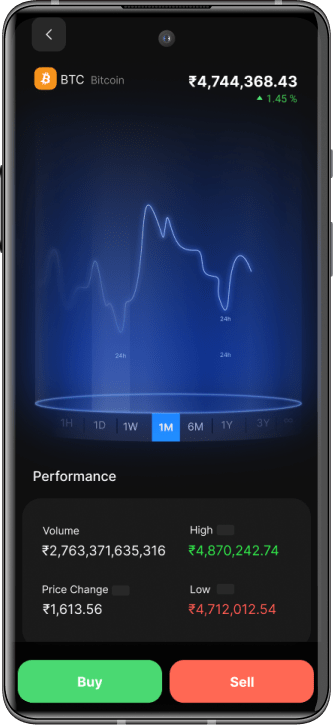 BTC Bitcoin
₹4,744,368.43
1.45 %
24h
24h
24h
1H 1D 1W 1M 6M 1Y 3Y
Performance
Volume
₹2,763,371,635,316
High
₹4,870,242.74
Price Change
₹1,613.56
Low
₹4,712,012.54
Buy
Sell